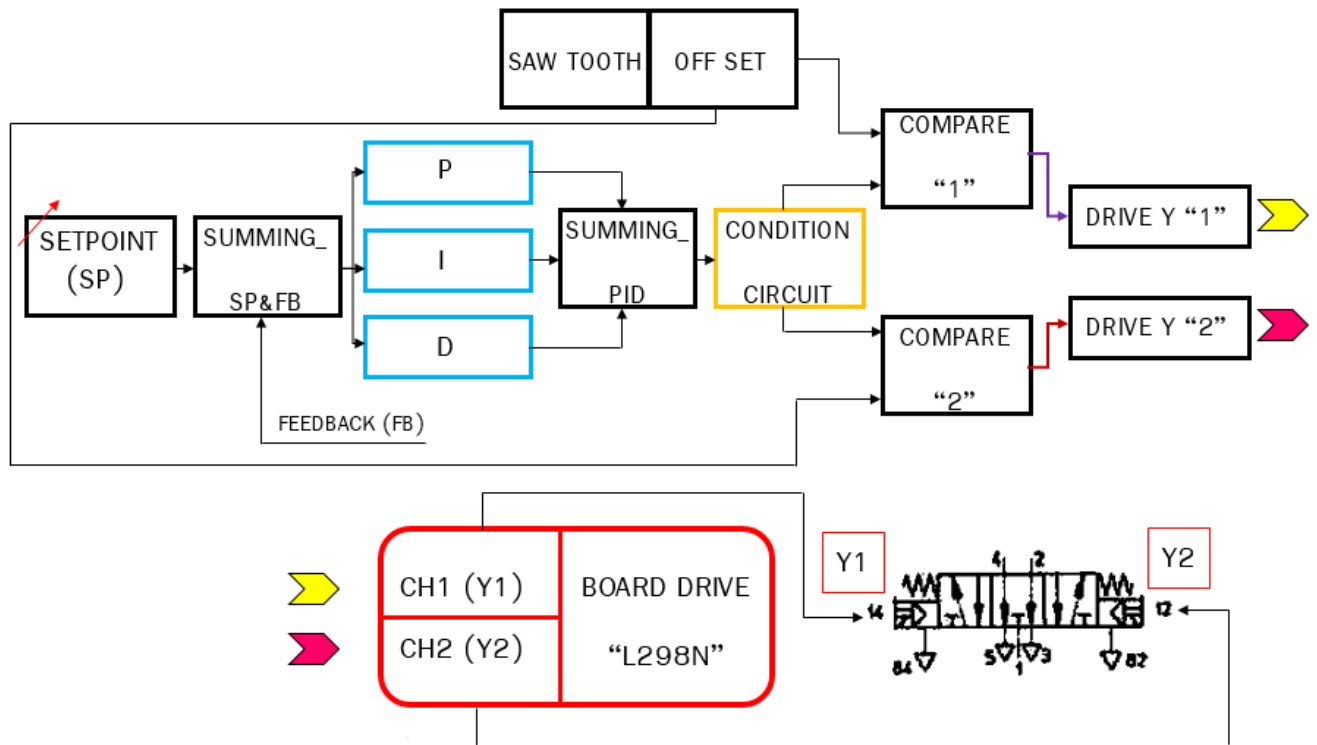 SAW TOOTH
OFF SET
COMPARE
“1”
P
DRIVE Y “1”
SETPOINT
(SP)
SUMMING_
SP&FB
I
SUMMING_
PID
CONDITION
CIRCUIT
DRIVE Y “2”
COMPARE
“2”
D
FEEDBACK (FB)
CH1 (Y1)
CH2 (Y2)
BOARD DRIVE
“L298N”
Y1
Y2
4 2
14
12
84
5
1
3
82